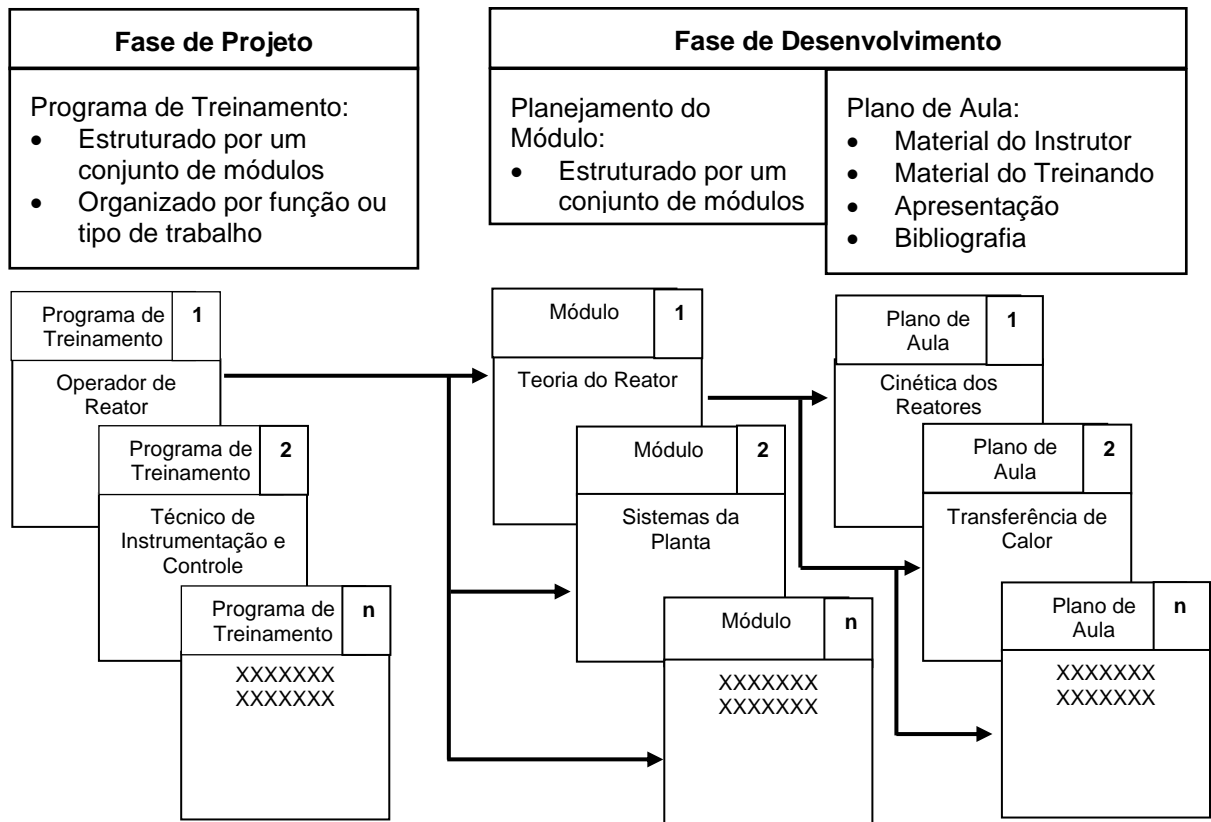 Fase de Projeto
Programa de Treinamento:
• Estruturado por um
conjunto de módulos
• Organizado por função ou
tipo de trabalho
Fase de Desenvolvimento
Planejamento do
Módulo:
• Estruturado por um
conjunto de módulos
Plano de Aula:
• Material do Instrutor
• Material do Treinando
• Apresentação
• Bibliografia
Programa de
Treinamento
1
Operador de
Reator
Programa de
Treinamento
2
Técnico de
Instrumentação e
Controle
Programa de
Treinamento
n
XXXXXXX
XXXXXXX
Módulo
1
Teoria do Reator
Módulo
2
Sistemas da
Planta
Módulo
n
XXXXXXX
XXXXXXX
Plano de
Aula
1
Cinética dos
Reatores
Plano de
Aula
2
Transferência de
Calor
Plano de
Aula
n
XXXXXXX
XXXXXXX